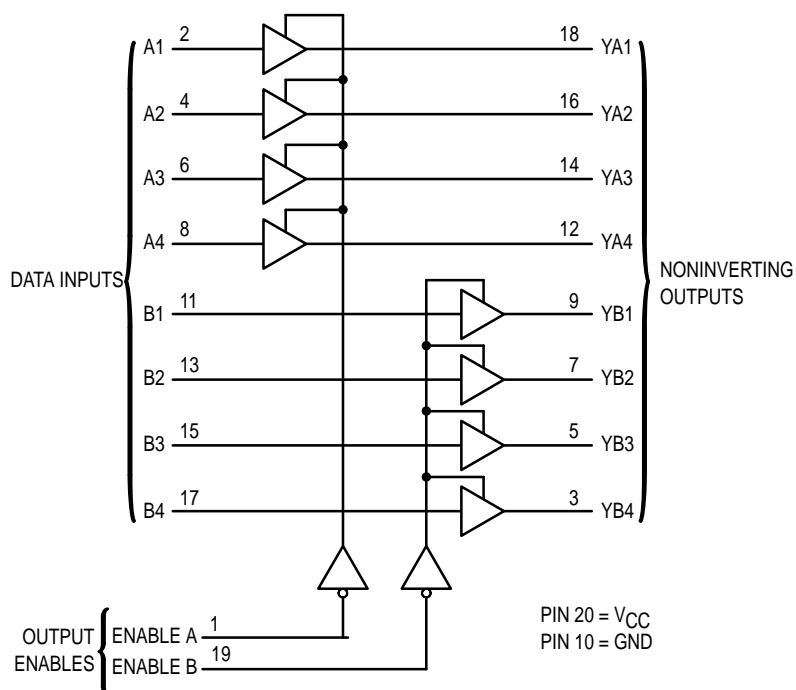 A1 2 18 YA1
A2 4 16 YA2
A3 6 14 YA3
A4 8 12 YA4
DATA INPUTS
NONINVERTING
OUTPUTS
B1 11 9 YB1
B2 13 7 YB2
B3 15 5 YB3
B4 17 3 YB4
OUTPUT
ENABLES
ENABLE A 1
ENABLE B 19
PIN 20 = VCC
PIN 10 = GND